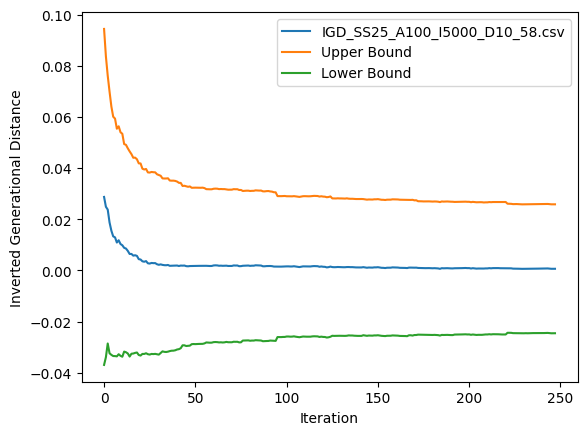 0.10
0.08
0.06
0.04
0.02
0.00
−0.02
−0.04
Inverted Generational Distance
IGD_SS25_A100_I5000_D10_58.csv
Upper Bound
Lower Bound
0 50 100 150 200 250
Iteration